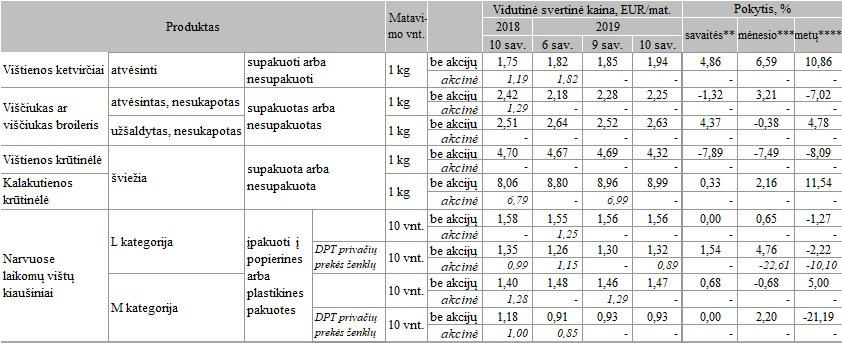 Produktas Matavi-mo vnt. Vidutinė svertinė kaina, EUR/mat. Pokytis, %
2018 2019 savaitės** mėnesio*** metų****
10 sav. 6 sav. 9 sav. 10 sav.
Vištienos ketvirčiai atvėsinti supakuoti arba nesupakuoti 1 kg be akcijų 1,75 1,82 1,85 1,94 4,86 6,59 10,86
akcinė 1,19 1,82 - - - - -
Viščiukas ar viščiukas broileris atvėsintas, nesukapotas supakuotas arba nesupakuotas 1 kg be akcijų 2,42 2,18 2,28 2,25 -1,32 3,21 -7,02
akcinė 1,29 - - - - - -
užšaldytas, nesukapotas 1 kg be akcijų 2,51 2,64 2,52 2,63 4,37 -0,38 4,78
akcinė - - - - - - -
Vištienos krūtinėlė šviežia supakuota arba nesupakuota 1 kg be akcijų 4,70 4,67 4,69 4,32 -7,89 -7,49 -8,09
akcinė - - - - - - -
Kalakutienos krūtinėlė 1 kg be akcijų 8,06 8,80 8,96 8,99 0,33 2,16 11,54
akcinė 6,79 - 6,99 - - - -
Narvuose laikomų vištų kiaušiniai L kategorija įpakuoti į popierines arba plastikines pakuotes 10 vnt. be akcijų 1,58 1,55 1,56 1,56 0,00 0,65 -1,27
akcinė - 1,25 - - - - -
DPT privačių prekės ženklų 10 vnt. be akcijų 1,35 1,26 1,30 1,32 1,54 4,76 -2,22
akcinė 0,99 1,15 - 0,89 - -22,61 -10,10
M kategorija 10 vnt. be akcijų 1,40 1,48 1,46 1,47 0,68 -0,68 5,00
akcinė 1,28 - 1,29 - - - -
DPT privačių prekės ženklų 10 vnt. be akcijų 1,18 0,91 0,93 0,93 0,00 2,20 -21,19
akcinė 1,00 0,85 - - - - -